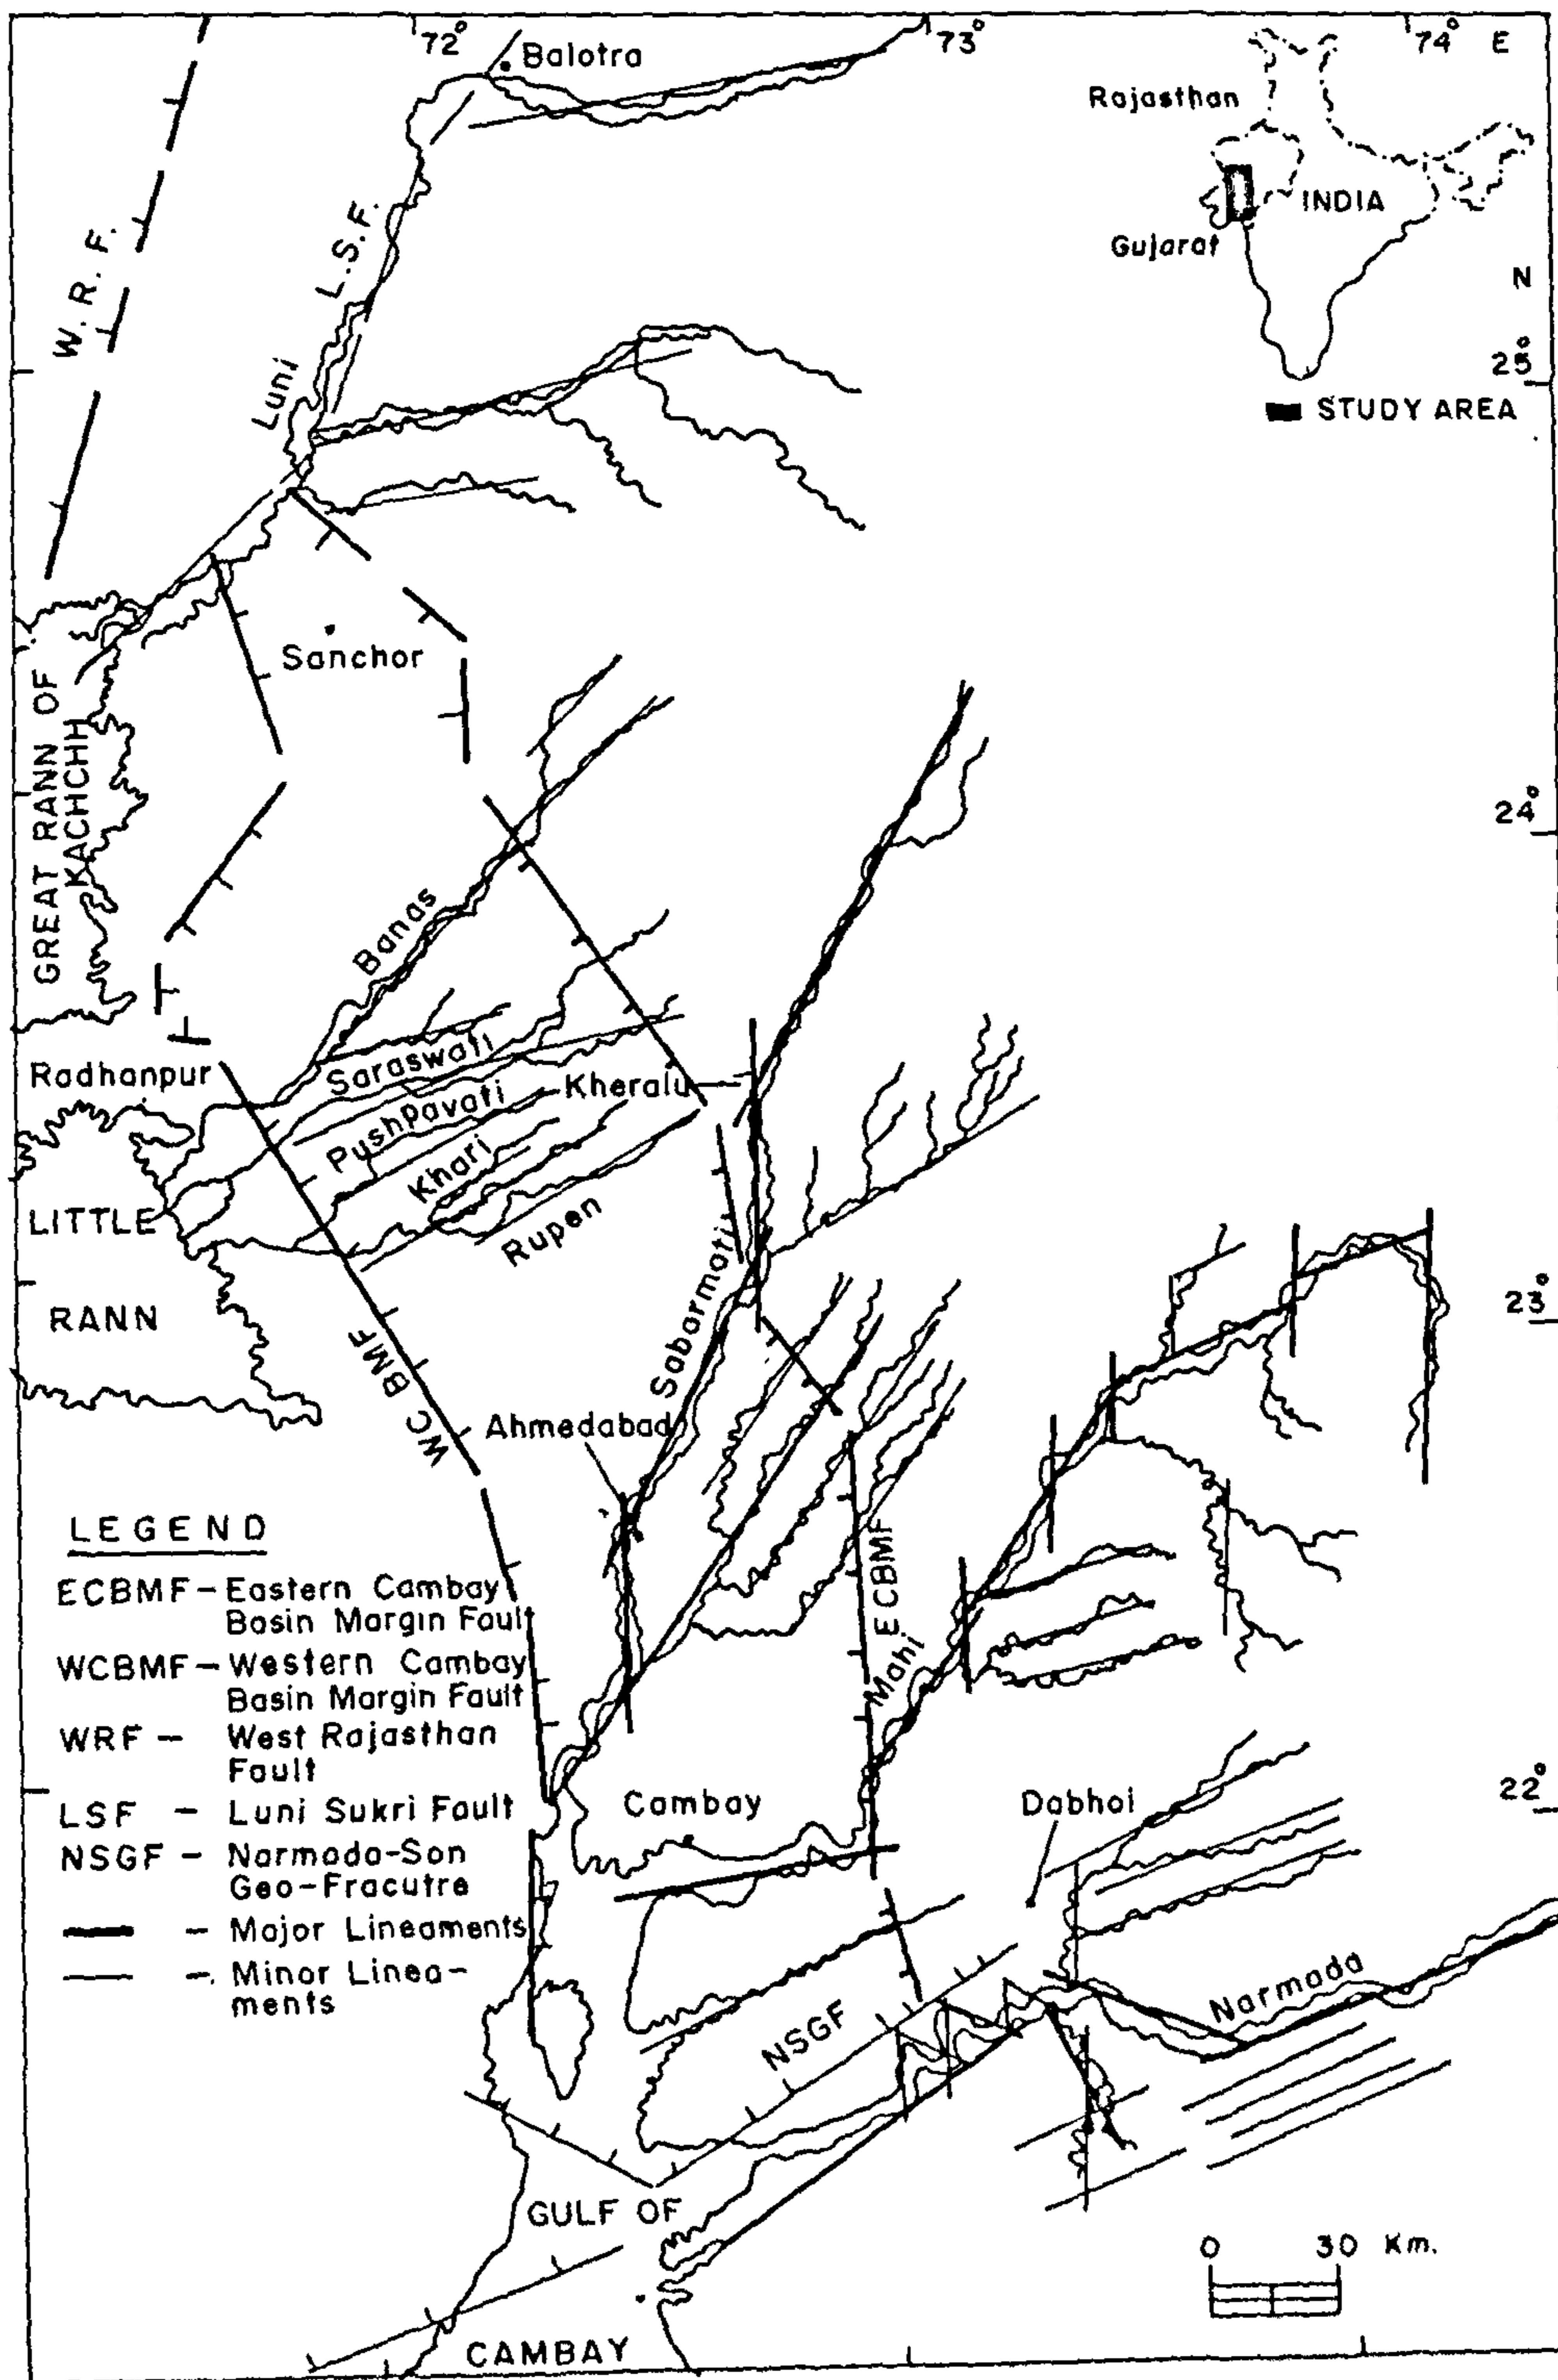 72° 73° 74° E
Balotra
Rajasthan
INDIA
Gujarat
N
W. R. F.
L.S.F.
Luni
25°
STUDY AREA
Sanchor
GREAT RANN OF
KACHCHH
24°
Banas
Saraswati
Radhanpur
PushPavati
Kheralu
Khari
LITTLE
Rupen
Sabarmati
RANN
23°
WC BMF
Ahmedabad
LEGEND
ECBMF – Eastern Cambay
Basin Margin Fault
WCBMF – Western Cambay
Basin Margin Fault
WRF – West Rajasthan
Fault
LSF – Luni Sukri Fault
NSGF – Narmada-Son
Geo-Fracutre
– Major Lineaments
– Minor Linea-
ments
ECBMF
Mahi
22°
Cambay
Dabhoi
Narmada
NSGF
GULF OF
CAMBAY
0 30 Km.